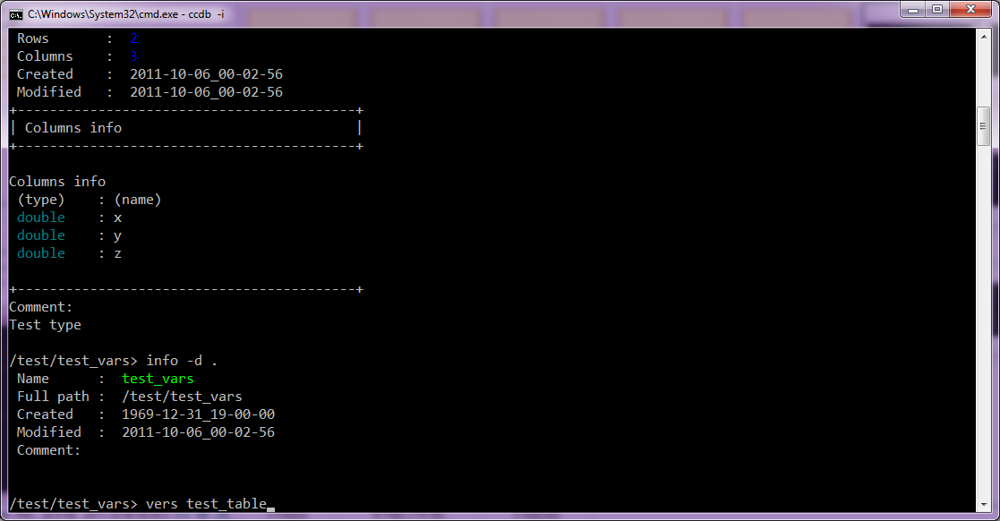 C:\Windows\System32\cmd.exe - ccdb -i
Rows : 2
Columns : 3
Created : 2011-10-06_00-02-56
Modified : 2011-10-06_00-02-56
+------------------------------------------+
| Columns info |
+------------------------------------------+
Columns info
(type) : (name)
double : x
double : y
double : z
+------------------------------------------+
Comment:
Test type
/test/test_vars> info -d .
Name : test_vars
Full path : /test/test_vars
Created : 1969-12-31_19-00-00
Modified : 2011-10-06_00-02-56
Comment:
/test/test_vars> vers test_table_